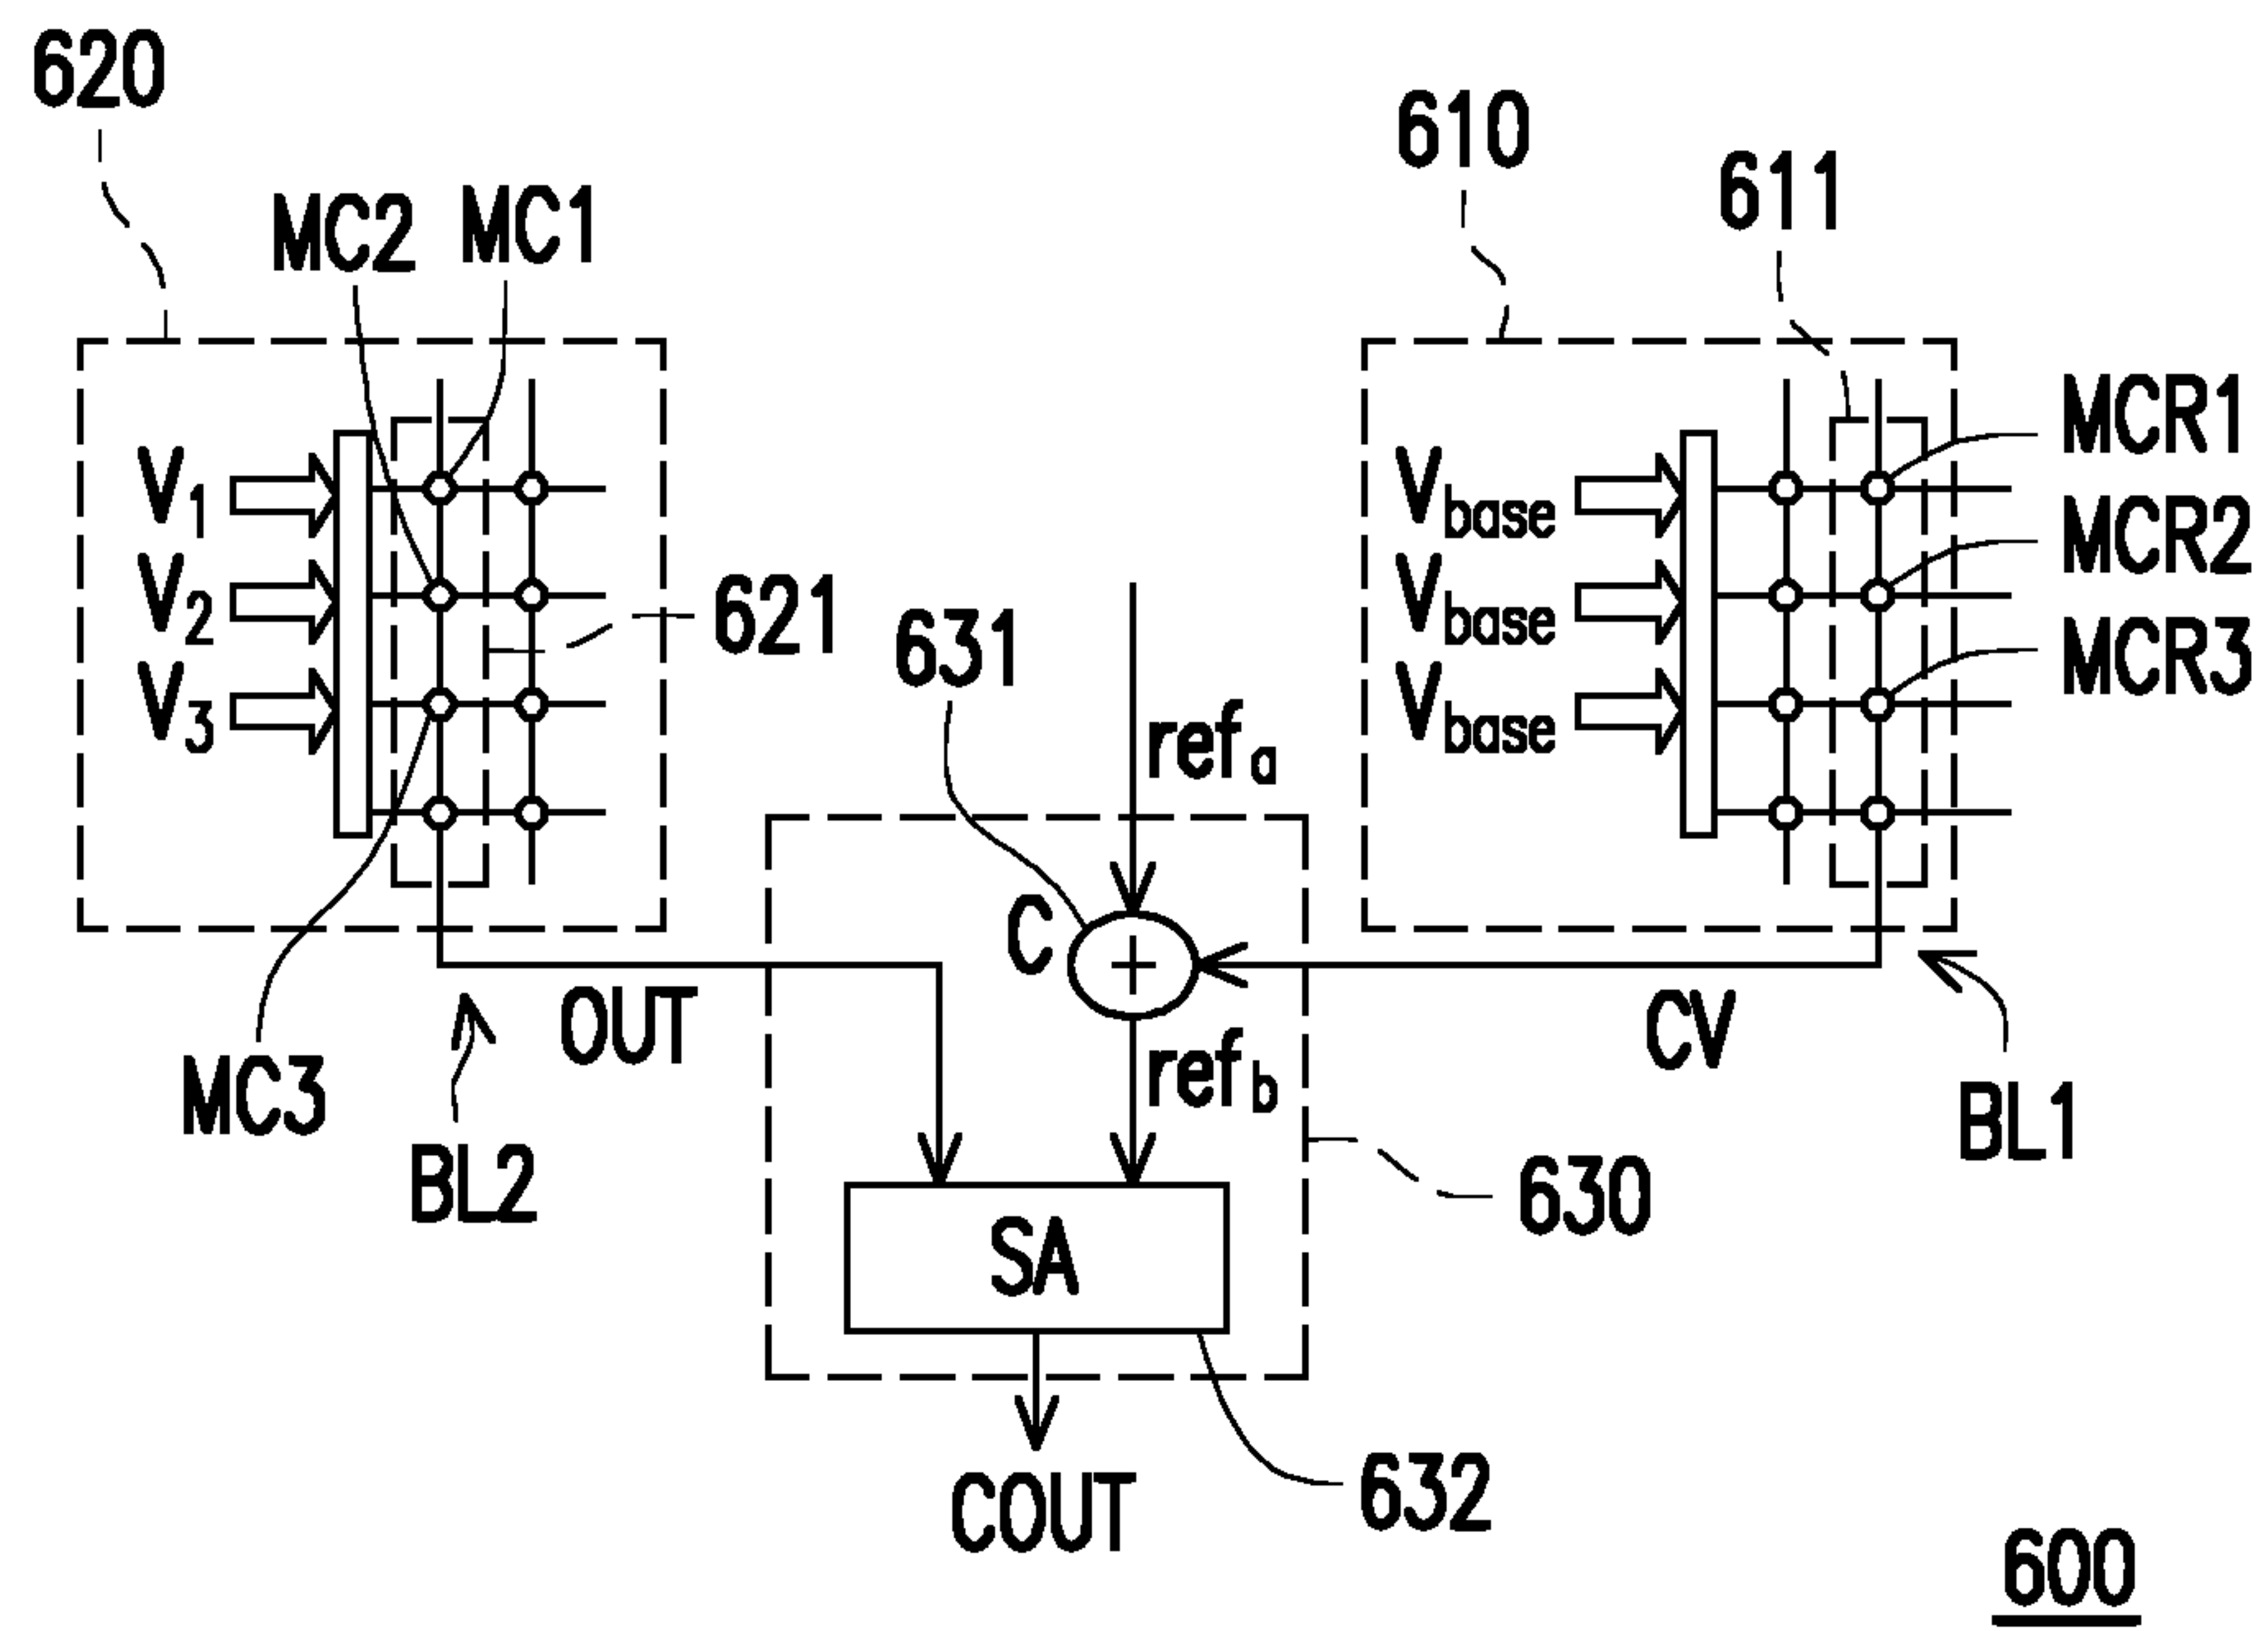 620
610
611
MC2
MC1
MCR1
MCR2
MCR3
V1
V2
V3
Vbase
Vbase
Vbase
621
631
refa
C
+
OUT
CV
refb
MC3
BL2
BL1
630
SA
632
COUT
600